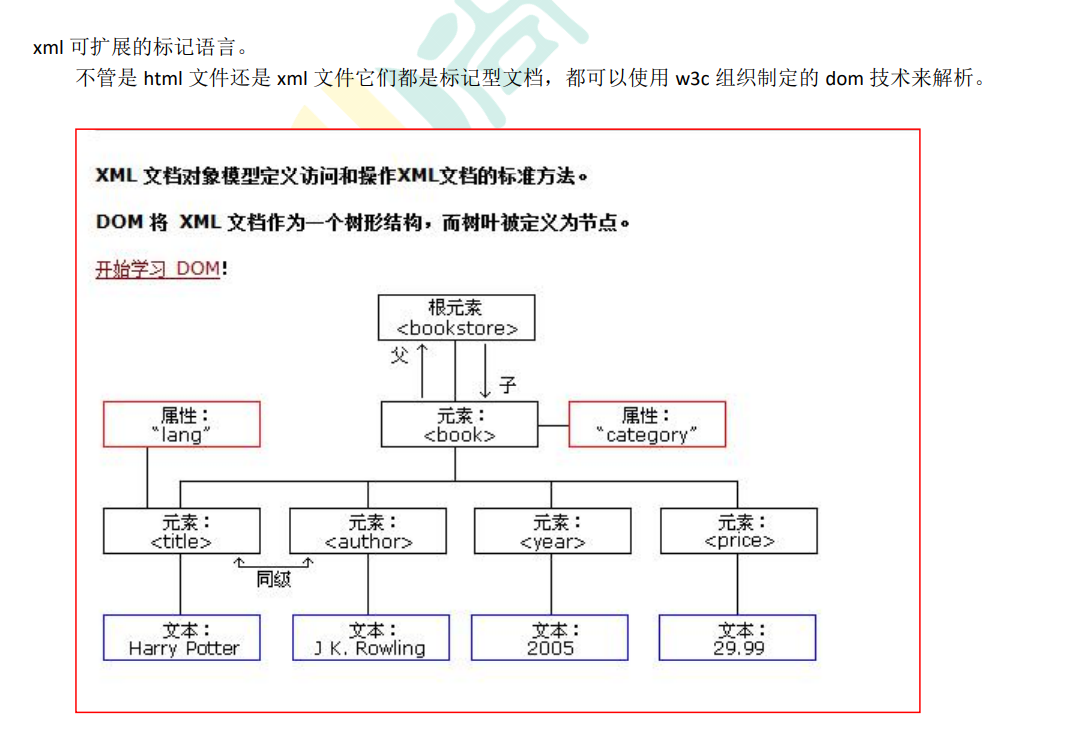 xml 可扩展的标记语言。
不管是 html 文件还是 xml 文件它们都是标记型文档，都可以使用 w3c 组织制定的 dom 技术来解析。
XML 文档对象模型定义访问和操作XML文档的标准方法。
DOM 将 XML 文档作为一个树形结构，而树叶被定义为节点。
开始学习 DOM!
根元素
<bookstore>
父
子
属性：
"lang"
元素：
<book>
属性：
"category"
元素：
<title>
元素：
<author>
元素：
<year>
元素：
<price>
同级
文本：
Harry Potter
文本：
J K. Rowling
文本：
2005
文本：
29.99